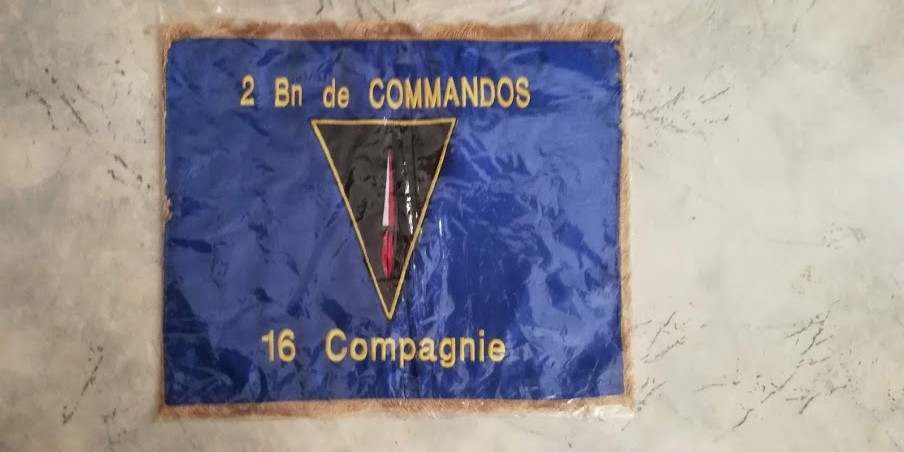 2 Bn de COMMANDOS
16 Compagnie